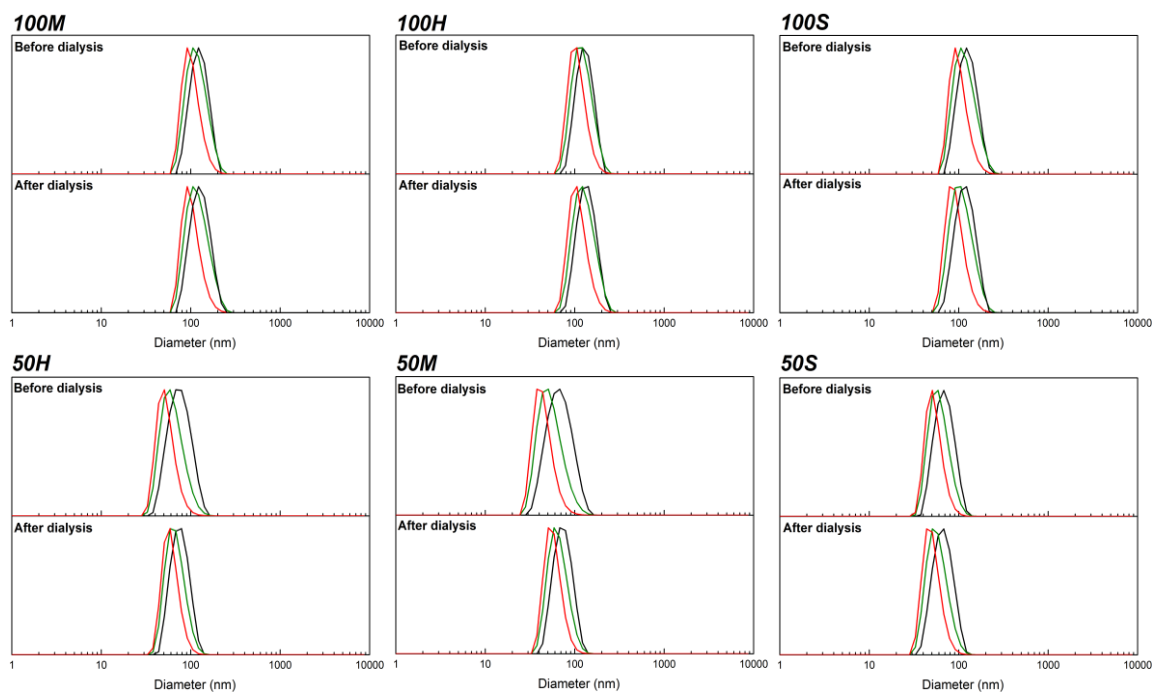 100M
Before dialysis
After dialysis
1 10 100 1000 10000
Diameter (nm)
100H
Before dialysis
After dialysis
1 10 100 1000 10000
Diameter (nm)
100S
Before dialysis
After dialysis
1 10 100 1000 10000
Diameter (nm)
50H
Before dialysis
After dialysis
1 10 100 1000 10000
Diameter (nm)
50M
Before dialysis
After dialysis
1 10 100 1000 10000
Diameter (nm)
50S
Before dialysis
After dialysis
1 10 100 1000 10000
Diameter (nm)